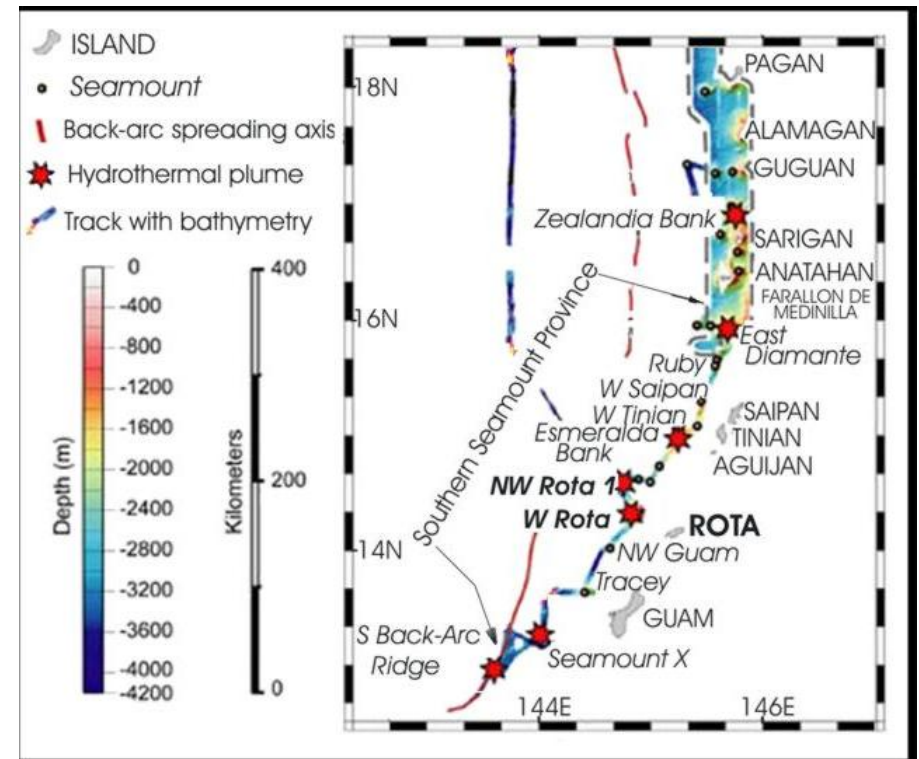 ISLAND
Seamount
Back-arc spreading axis
Hydrothermal plume
Track with bathymetry
Depth (m)
0
-400
-800
-1200
-1600
-2000
-2400
-2800
-3200
-3600
-4000
-4200
Kilometers
400
200
0
18N
16N
14N
144E
146E
PAGAN
ALAMAGAN
GUGUAN
Zealandia Bank
SARIGAN
ANATAHAN
FARALLON DE
MEDINILLA
East
Diamante
Ruby
W Saipan
W Tinian
SAIPAN
Esmeralda
Bank
TINIAN
AGUIJAN
Southern Seamount Province
NW Rota 1
W Rota
ROTA
NW Guam
Tracey
GUAM
S Back-Arc
Ridge
Seamount X